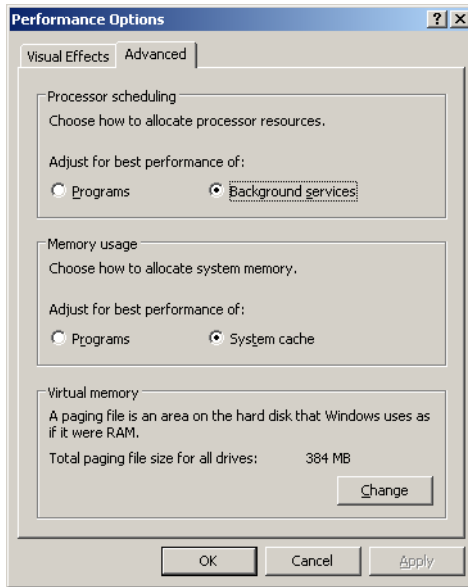 Performance Options
Visual Effects
Advanced
Processor scheduling
Choose how to allocate processor resources.
Adjust for best performance of:
Programs
Background services
Memory usage
Choose how to allocate system memory.
Adjust for best performance of:
Programs
System cache
Virtual memory
A paging file is an area on the hard disk that Windows uses as
if it were RAM.
Total paging file size for all drives: 384 MB
Change
OK Cancel Apply